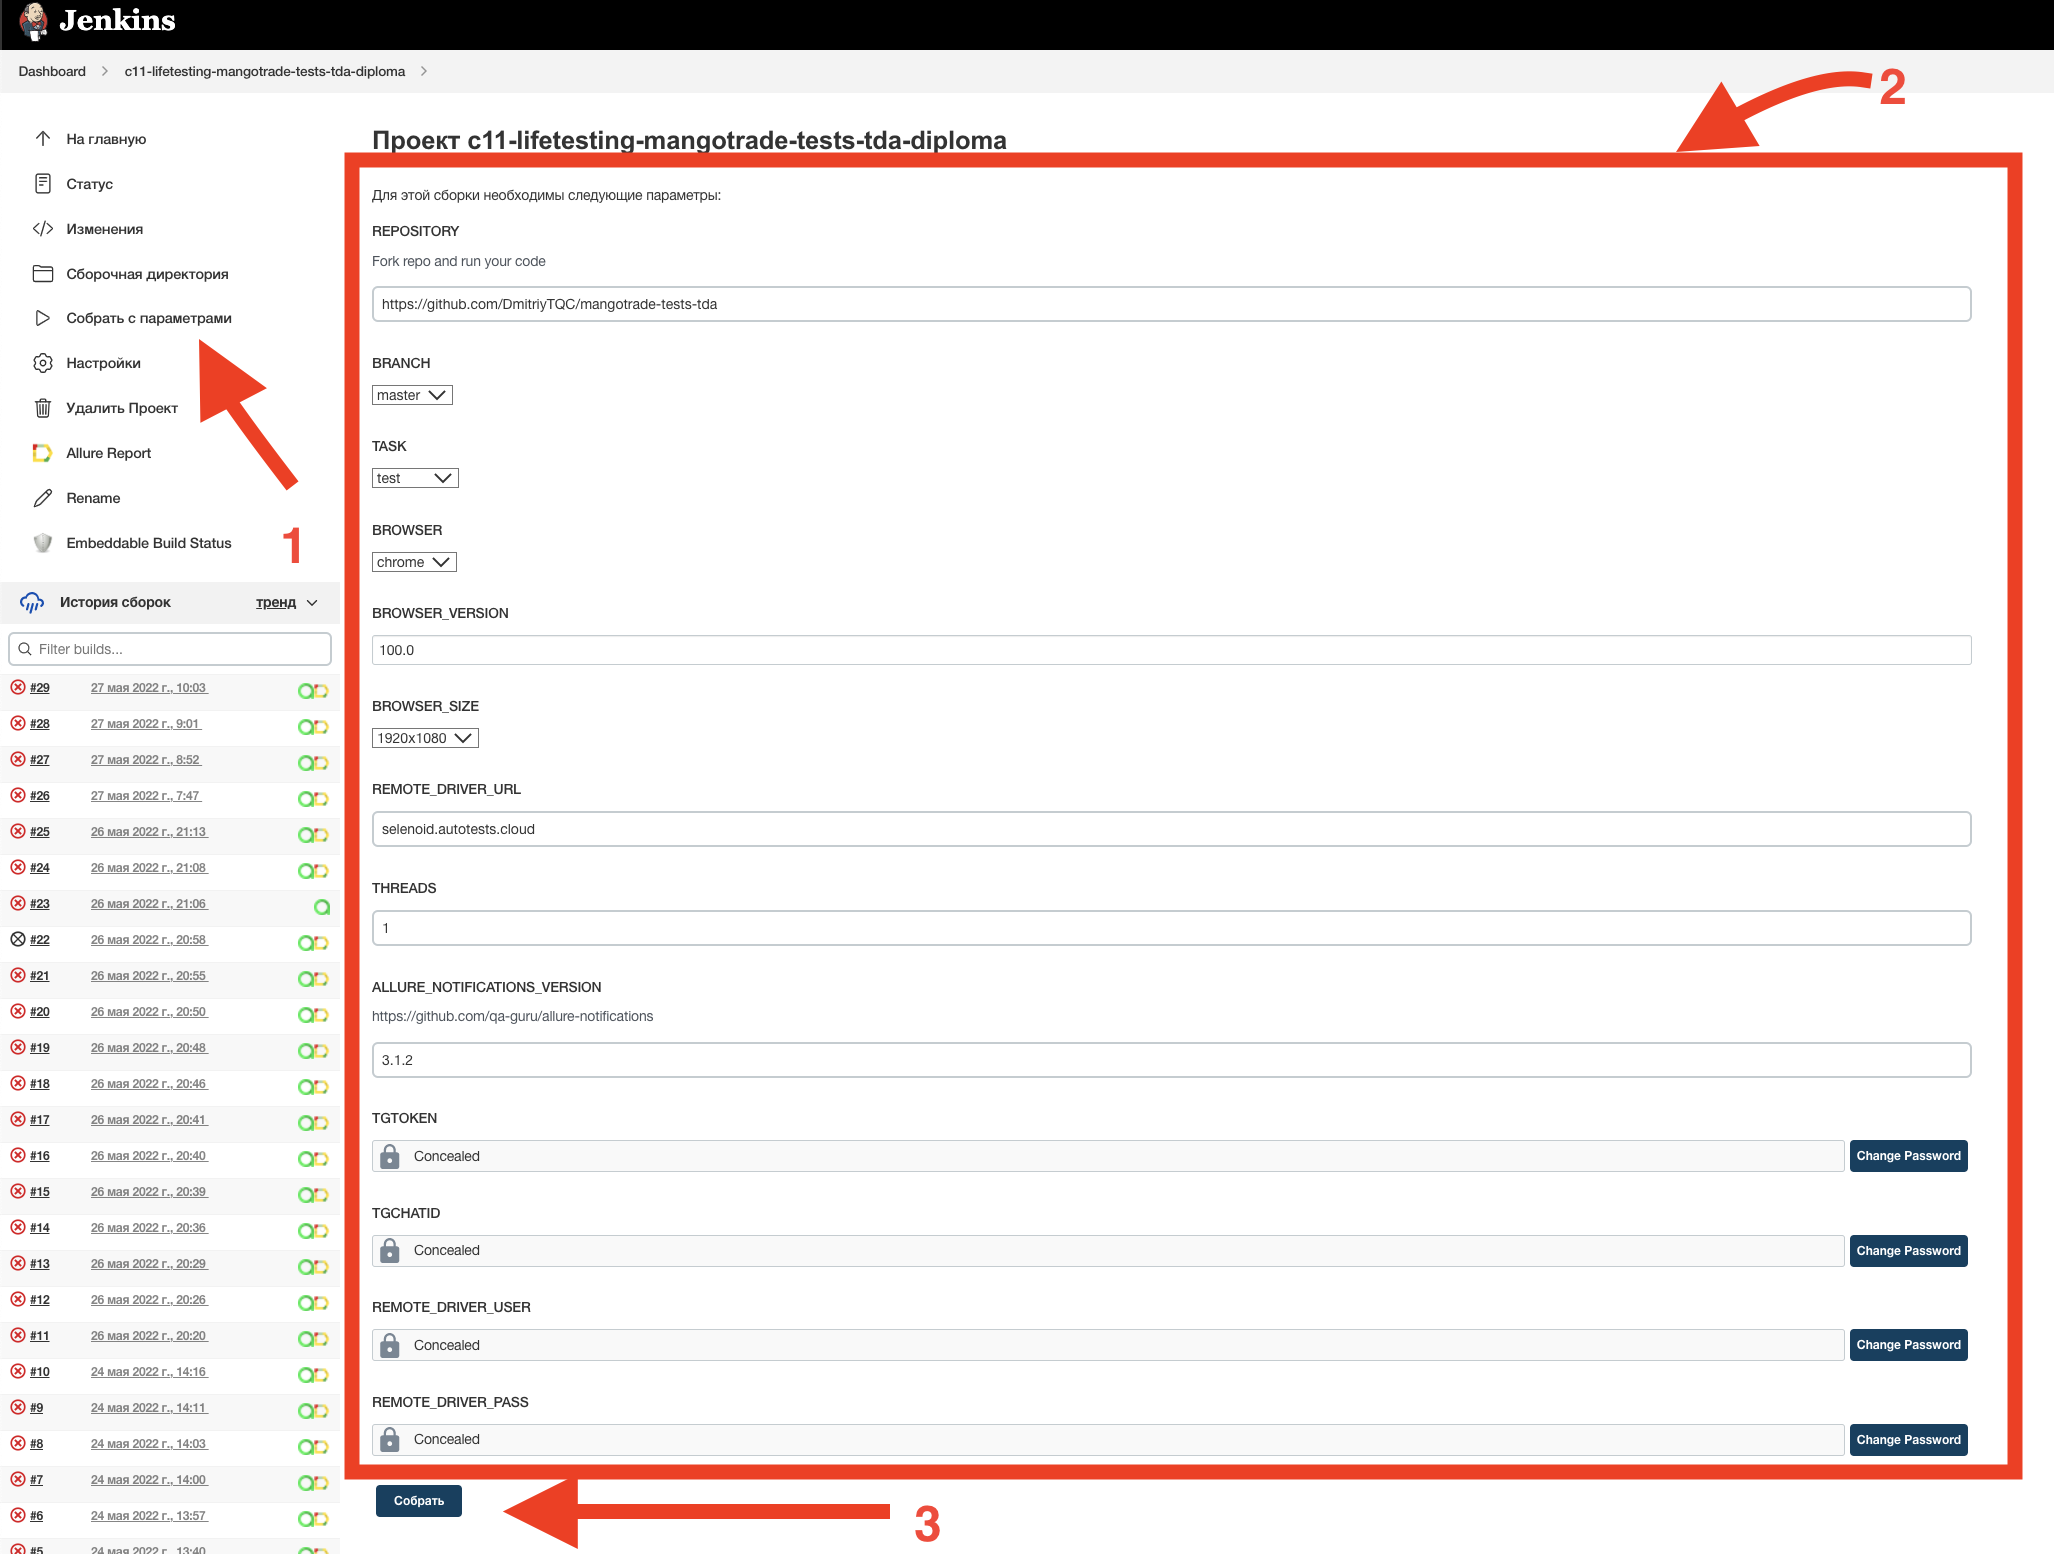 Jenkins
Dashboard
c11-lifetesting-mangotrade-tests-tda-diploma
2
На главную
Статус
Изменения
Сборочная директория
Собрать с параметрами
Настройки
Удалить Проект
Allure Report
Rename
Embeddable Build Status
1
История сборок
тренд
Filter builds...
#29 27 мая 2022 г., 10:03
#28 27 мая 2022 г., 9:01
#27 27 мая 2022 г., 8:52
#26 27 мая 2022 г., 7:47
#25 26 мая 2022 г., 21:13
#24 26 мая 2022 г., 21:08
#23 26 мая 2022 г., 21:06
#22 26 мая 2022 г., 20:58
#21 26 мая 2022 г., 20:55
#20 26 мая 2022 г., 20:50
#19 26 мая 2022 г., 20:48
#18 26 мая 2022 г., 20:46
#17 26 мая 2022 г., 20:41
#16 26 мая 2022 г., 20:40
#15 26 мая 2022 г., 20:39
#14 26 мая 2022 г., 20:36
#13 26 мая 2022 г., 20:29
#12 26 мая 2022 г., 20:26
#11 26 мая 2022 г., 20:20
#10 24 мая 2022 г., 14:16
#9 24 мая 2022 г., 14:11
#8 24 мая 2022 г., 14:03
#7 24 мая 2022 г., 14:00
#6 24 мая 2022 г., 13:57
#5 24 мая 2022 г., 13:40
Проект c11-lifetesting-mangotrade-tests-tda-diploma
Для этой сборки необходимы следующие параметры:
REPOSITORY
Fork repo and run your code
https://github.com/DmitriyTQC/mangotrade-tests-tda
BRANCH
master
TASK
test
BROWSER
chrome
BROWSER_VERSION
100.0
BROWSER_SIZE
1920x1080
REMOTE_DRIVER_URL
selenoid.autotests.cloud
THREADS
1
ALLURE_NOTIFICATIONS_VERSION
https://github.com/qa-guru/allure-notifications
3.1.2
TGTOKEN
Concealed
Change Password
TGCHATID
Concealed
Change Password
REMOTE_DRIVER_USER
Concealed
Change Password
REMOTE_DRIVER_PASS
Concealed
Change Password
Собрать
3